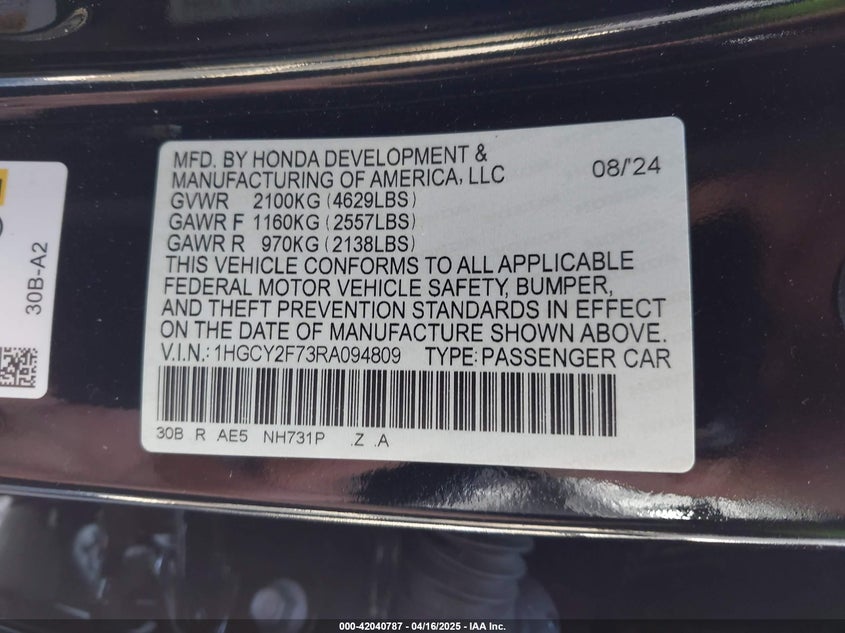 MFD. BY HONDA DEVELOPMENT &
MANUFACTURING OF AMERICA, LLC 08/'24
GVWR 2100KG (4629LBS)
GAWR F 1160KG (2557LBS)
GAWR R 970KG (2138LBS)
THIS VEHICLE CONFORMS TO ALL APPLICABLE
FEDERAL MOTOR VEHICLE SAFETY, BUMPER,
AND THEFT PREVENTION STANDARDS IN EFFECT
ON THE DATE OF MANUFACTURE SHOWN ABOVE.
V.I.N.: 1HGCY2F73RA094809 TYPE: PASSENGER CAR
30B R AE5 NH731P .Z .A
30B-A2
000-42040787 - 04/16/2025 - IAA Inc.